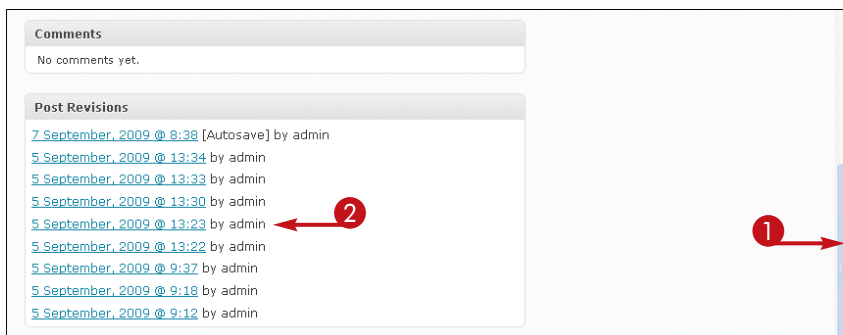 Comments
No comments yet.
Post Revisions
7 September, 2009 @ 8:38 [Autosave] by admin
5 September, 2009 @ 13:34 by admin
5 September, 2009 @ 13:33 by admin
5 September, 2009 @ 13:30 by admin
5 September, 2009 @ 13:23 by admin 2
5 September, 2009 @ 13:22 by admin
1
5 September, 2009 @ 9:37 by admin
5 September, 2009 @ 9:18 by admin
5 September, 2009 @ 9:12 by admin